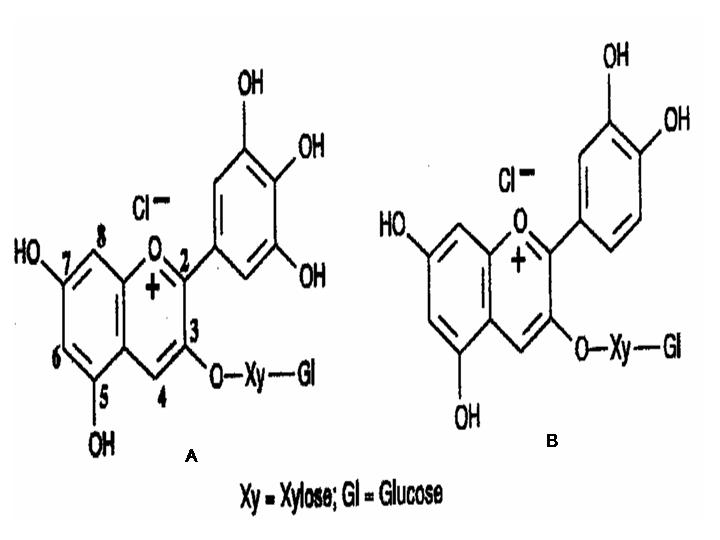 OH
OH
OH
OH
Cl−
Cl−
HO
7
8
O
+
2
OH
HO
O
+
6
3
5
4
O–Xy–Gl
O–Xy–Gl
OH
OH
A
B
Xy = Xylose; Gl = Glucose